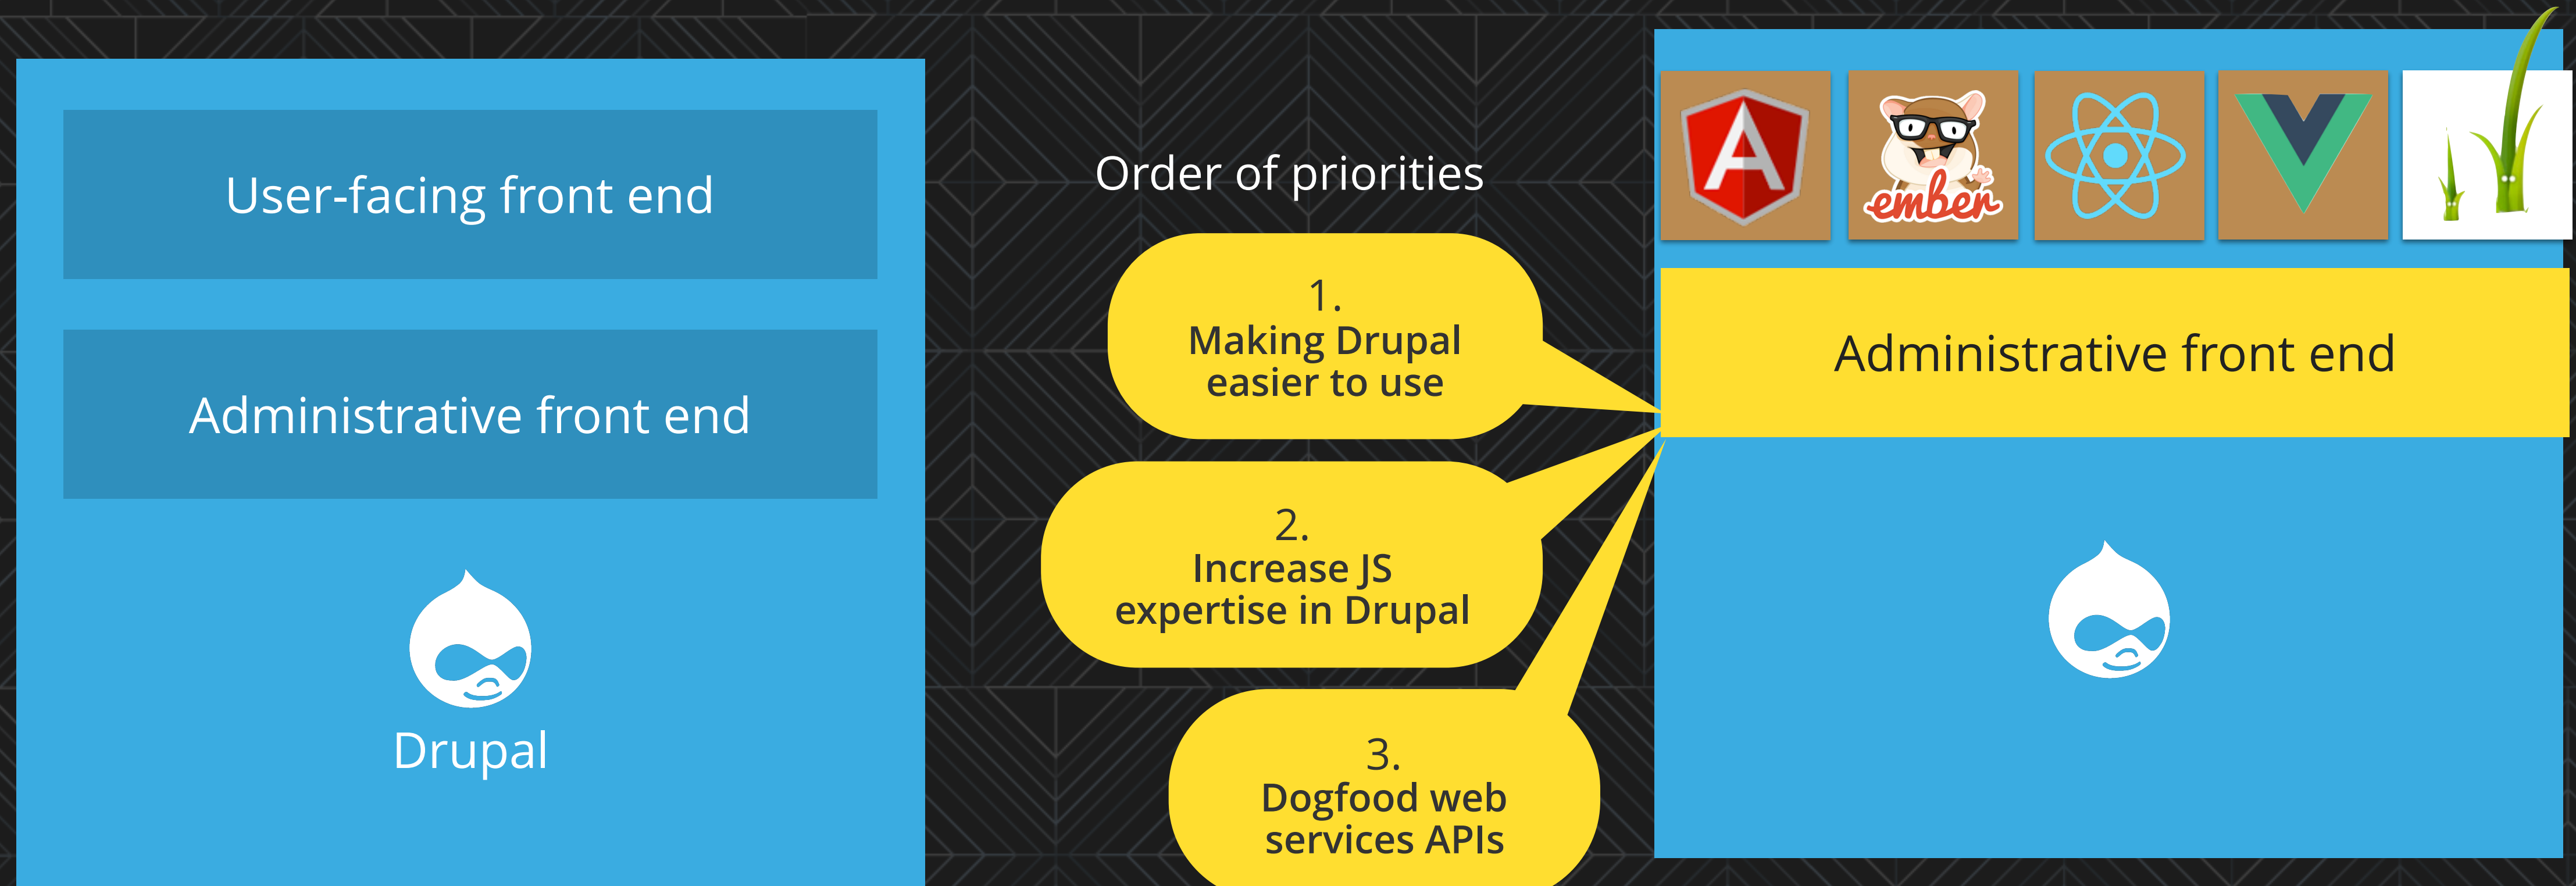 User-facing front end
Administrative front end
Drupal
Order of priorities
1.
Making Drupal
easier to use
2.
Increase JS
expertise in Drupal
3.
Dogfood web
services APIs
A
ember
Administrative front end